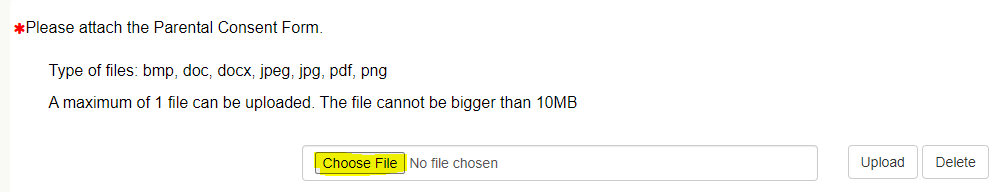 *Please attach the Parental Consent Form.
Type of files: bmp, doc, docx, jpeg, jpg, pdf, png
A maximum of 1 file can be uploaded. The file cannot be bigger than 10MB
Choose File No file chosen Upload Delete